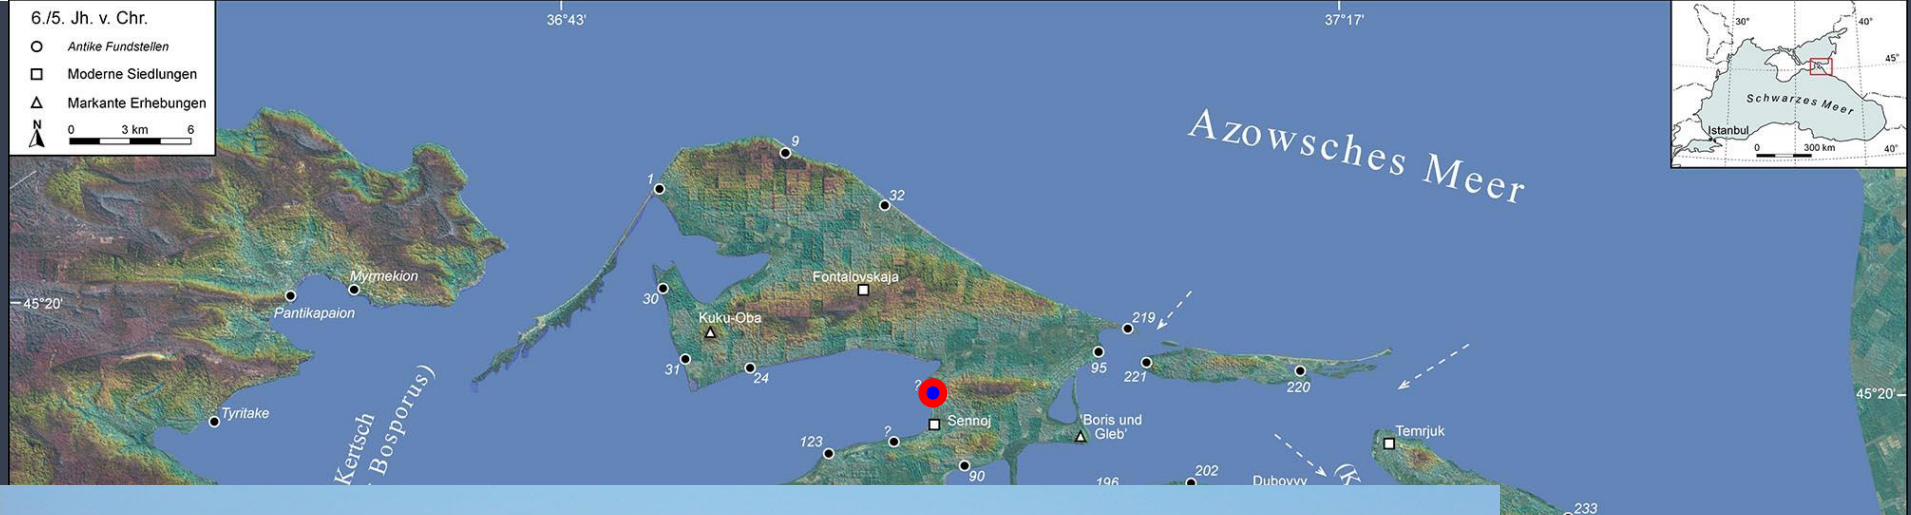 6./5. Jh. v. Chr.
Antike Fundstellen
Moderne Siedlungen
Markante Erhebungen
N
0 3 km 6
36°43'
37°17'
30°
40°
45°
Schwarzes Meer
Istanbul
0 300 km
40°
Azowsches Meer
9
1
32
Myrmekion
Fontalovskaja
45°20'
Pantikapaion
30
Kuku-Oba
219
31
24
95
221
220
45°20'
?
Tyritake
Kertsch
Bosporus)
Sennoj
'Boris und
Gleb'
Temrjuk
123
?
90
196
202
Dubovyy
(K
233